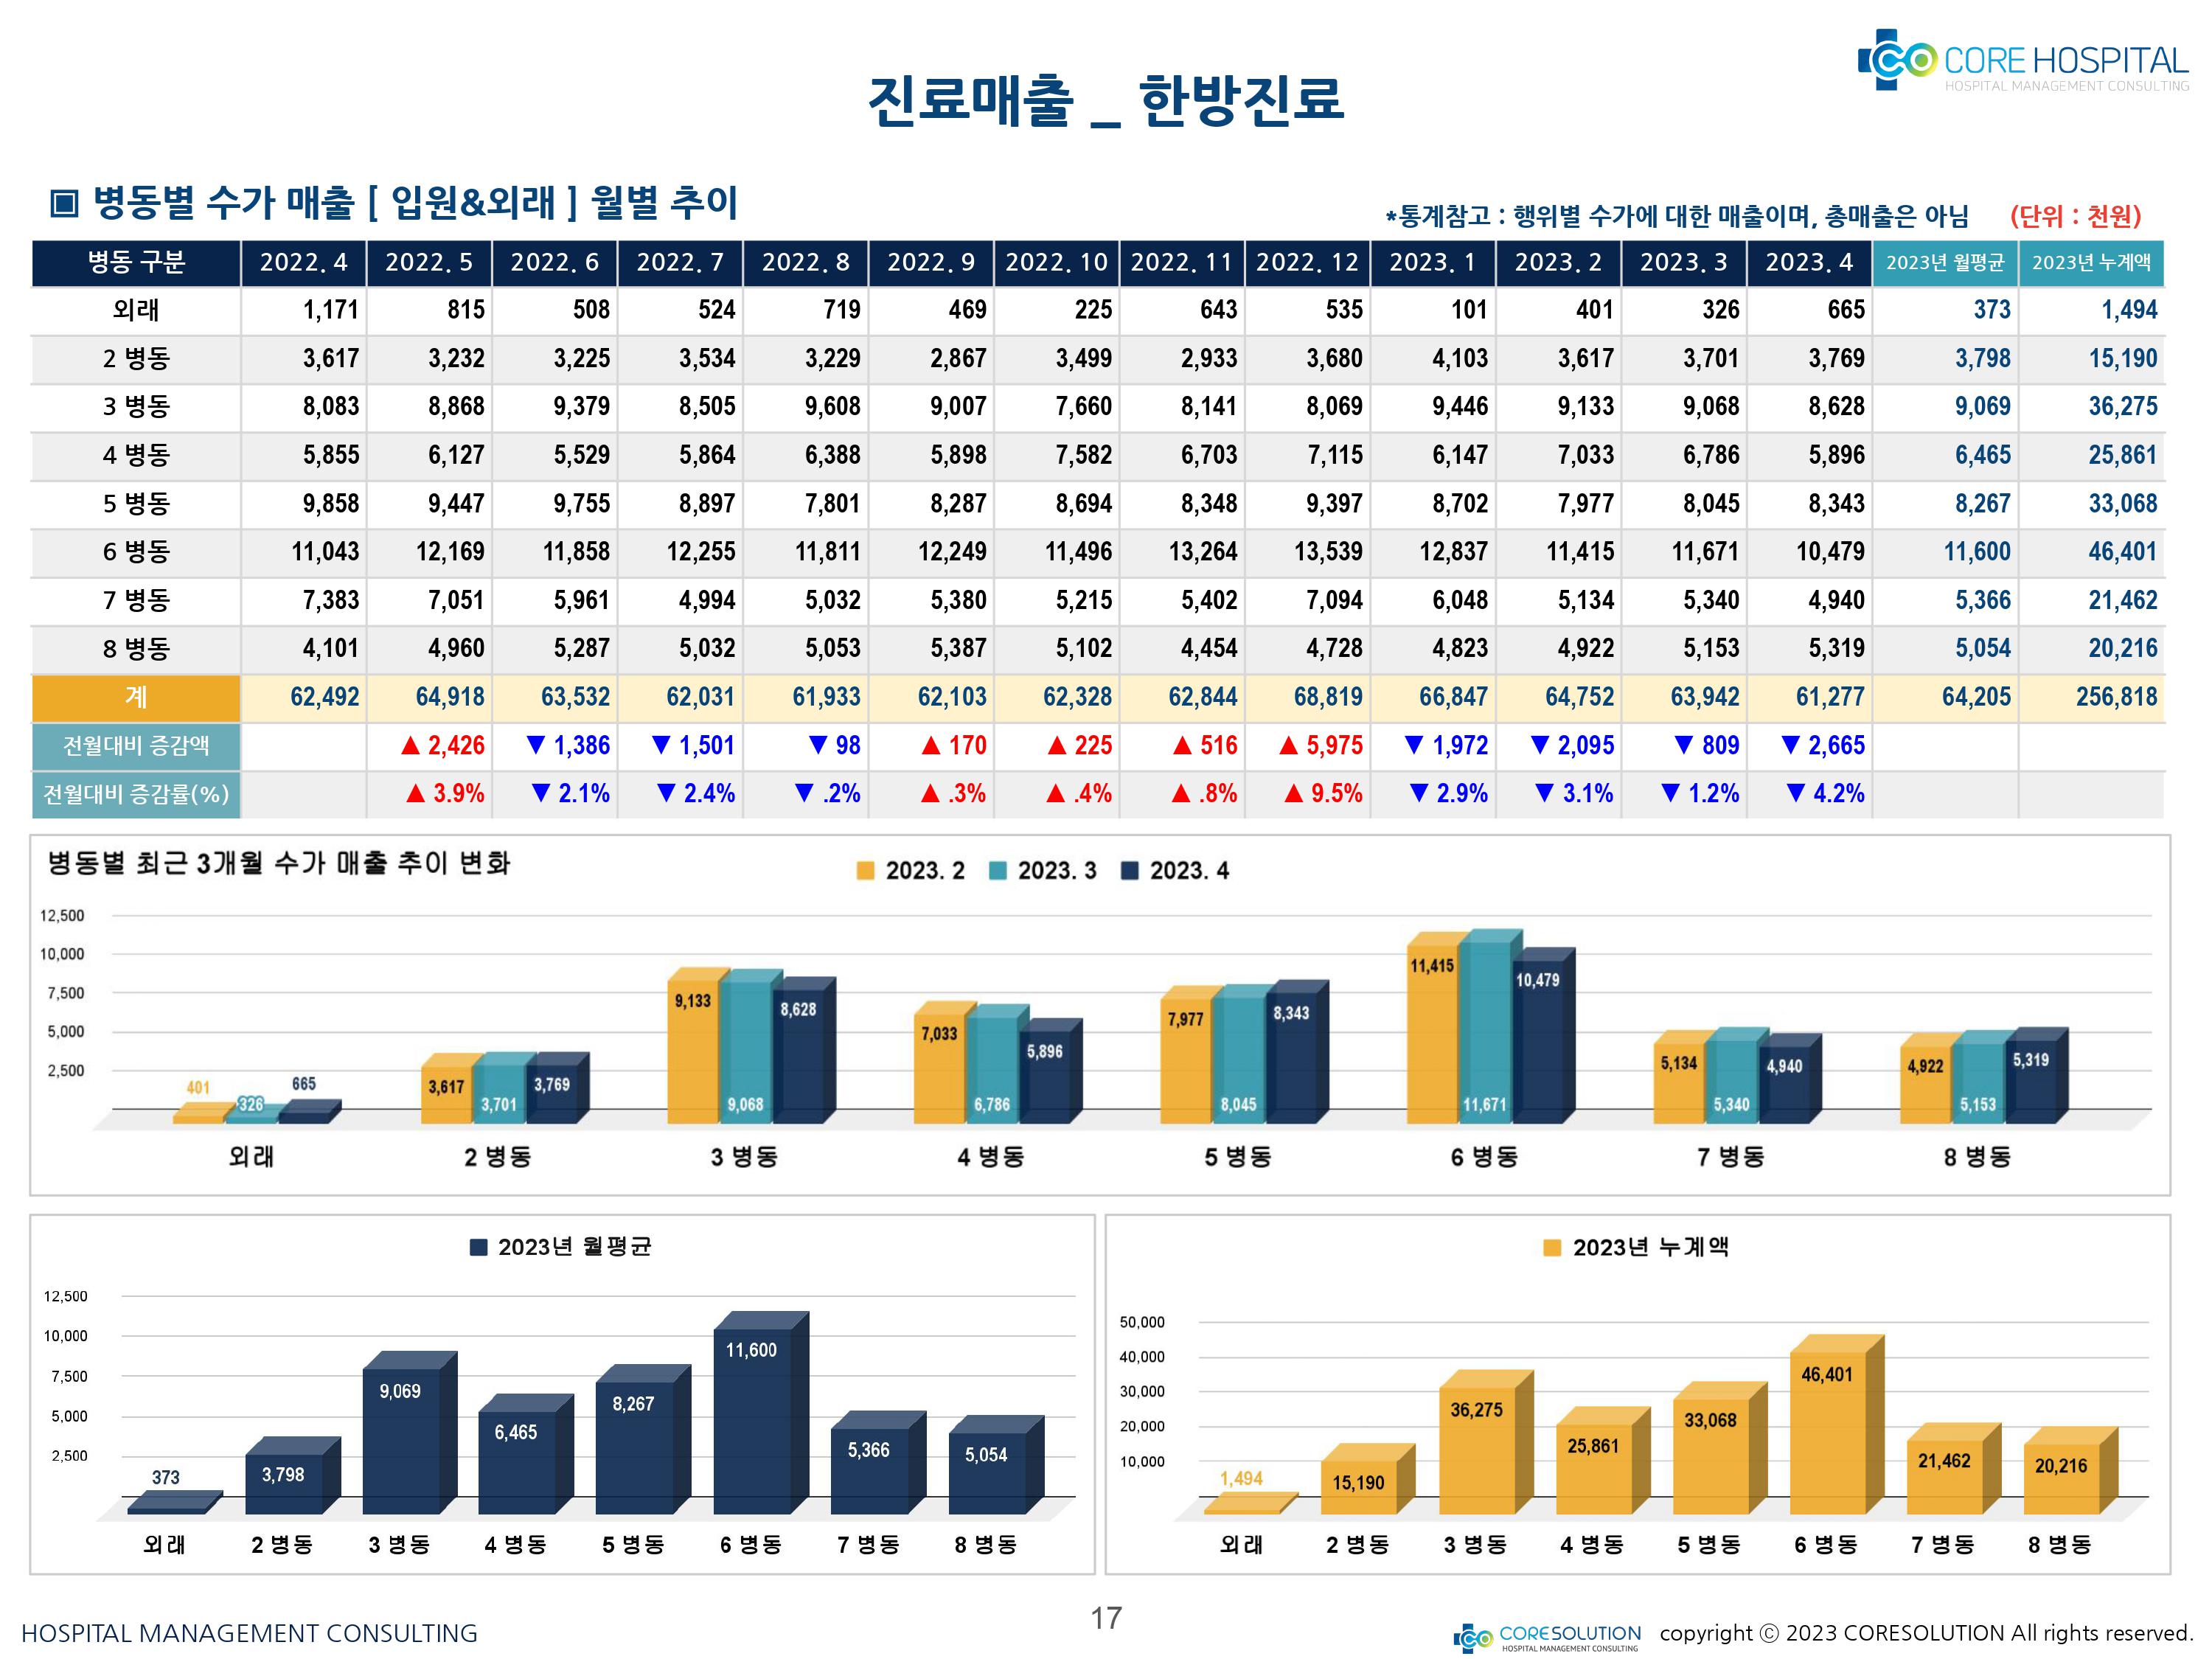 CORE HOSPITAL
HOSPITAL MANAGEMENT CONSULTING
진료매출 _ 한방진료
▣ 병동별 수가 매출 [ 입원&외래 ] 월별 추이
*통계참고 : 행위별 수가에 대한 매출이며, 총매출은 아님 (단위 : 천원)
병동 구분 2022. 4 2022. 5 2022. 6 2022. 7 2022. 8 2022. 9 2022. 10 2022. 11 2022. 12 2023. 1 2023. 2 2023. 3 2023. 4 2023년 월평균 2023년 누계액
외래 1,171 815 508 524 719 469 225 643 535 101 401 326 665 373 1,494
2 병동 3,617 3,232 3,225 3,534 3,229 2,867 3,499 2,933 3,680 4,103 3,617 3,701 3,769 3,798 15,190
3 병동 8,083 8,868 9,379 8,505 9,608 9,007 7,660 8,141 8,069 9,446 9,133 9,068 8,628 9,069 36,275
4 병동 5,855 6,127 5,529 5,864 6,388 5,898 7,582 6,703 7,115 6,147 7,033 6,786 5,896 6,465 25,861
5 병동 9,858 9,447 9,755 8,897 7,801 8,287 8,694 8,348 9,397 8,702 7,977 8,045 8,343 8,267 33,068
6 병동 11,043 12,169 11,858 12,255 11,811 12,249 11,496 13,264 13,539 12,837 11,415 11,671 10,479 11,600 46,401
7 병동 7,383 7,051 5,961 4,994 5,032 5,380 5,215 5,402 7,094 6,048 5,134 5,340 4,940 5,366 21,462
8 병동 4,101 4,960 5,287 5,032 5,053 5,387 5,102 4,454 4,728 4,823 4,922 5,153 5,319 5,054 20,216
계 62,492 64,918 63,532 62,031 61,933 62,103 62,328 62,844 68,819 66,847 64,752 63,942 61,277 64,205 256,818
전월대비 증감액 ▲ 2,426 ▼ 1,386 ▼ 1,501 ▼ 98 ▲ 170 ▲ 225 ▲ 516 ▲ 5,975 ▼ 1,972 ▼ 2,095 ▼ 809 ▼ 2,665
전월대비 증감률(%) ▲ 3.9% ▼ 2.1% ▼ 2.4% ▼ .2% ▲ .3% ▲ .4% ▲ .8% ▲ 9.5% ▼ 2.9% ▼ 3.1% ▼ 1.2% ▼ 4.2%
병동별 최근 3개월 수가 매출 추이 변화
2023. 2 2023. 3 2023. 4
12,500
10,000
7,500
5,000
2,500
401 326 665
3,617 3,701 3,769
9,133 9,068 8,628
7,033 6,786 5,896
7,977 8,045 8,343
11,415 11,671 10,479
5,134 5,340 4,940
4,922 5,153 5,319
외래 2 병동 3 병동 4 병동 5 병동 6 병동 7 병동 8 병동
2023년 월평균
12,500
10,000
7,500
5,000
2,500
373 3,798 9,069 6,465 8,267 11,600 5,366 5,054
외래 2 병동 3 병동 4 병동 5 병동 6 병동 7 병동 8 병동
2023년 누계액
50,000
40,000
30,000
20,000
10,000
1,494 15,190 36,275 25,861 33,068 46,401 21,462 20,216
외래 2 병동 3 병동 4 병동 5 병동 6 병동 7 병동 8 병동
HOSPITAL MANAGEMENT CONSULTING
17
CORESOLUTION
HOSPITAL MANAGEMENT CONSULTING
copyright ⓒ 2023 CORESOLUTION All rights reserved.